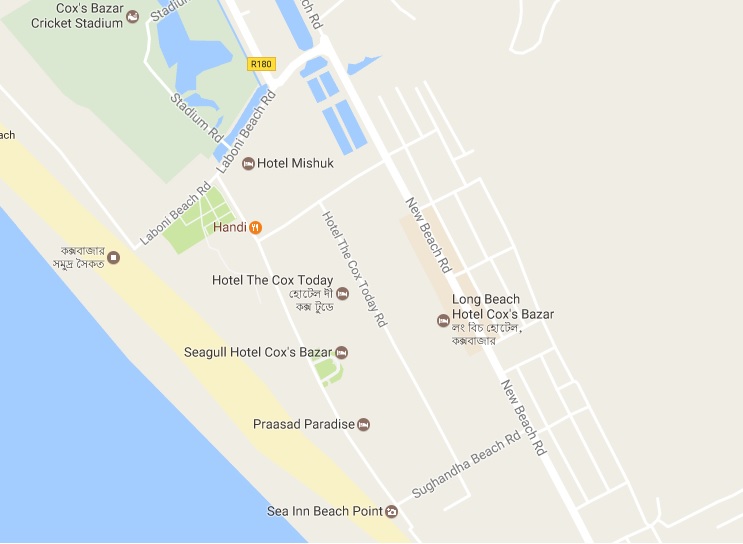 Cox's Bazar
Cricket Stadium
Stadium
Beach Rd
R180
Stadium Rd
Laboni Beach Rd
ach
Hotel Mishuk
Laboni Beach Rd
Handi
New Beach Rd
Hotel The Cox Today Rd
কক্সবাজার
সমুদ্র সৈকত
Hotel The Cox Today
হোটেল দী
কক্স টুডে
Long Beach
Hotel Cox's Bazar
লং বিচ হোটেল,
কক্সবাজার
Seagull Hotel Cox's Bazar
New Beach Rd
Praasad Paradise
Sughandha Beach Rd
Sea Inn Beach Point